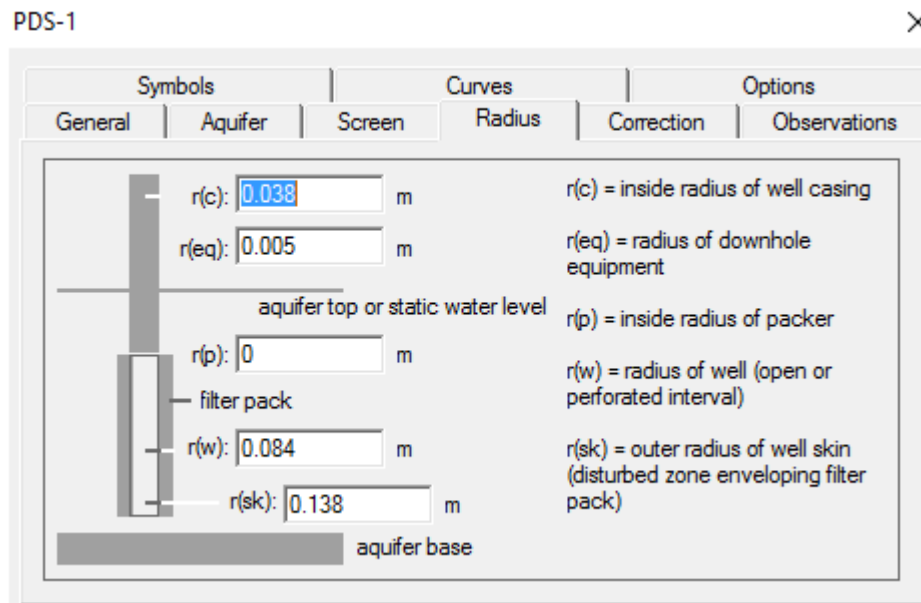 PDS-1
Symbols Curves Options
General Aquifer Screen Radius Correction Observations
r(c): 0.038 m
r(eq): 0.005 m
aquifer top or static water level
r(p): 0 m
filter pack
r(w): 0.084 m
r(sk): 0.138 m
aquifer base
r(c) = inside radius of well casing
r(eq) = radius of downhole
equipment
r(p) = inside radius of packer
r(w) = radius of well (open or
perforated interval)
r(sk) = outer radius of well skin
(disturbed zone enveloping filter
pack)